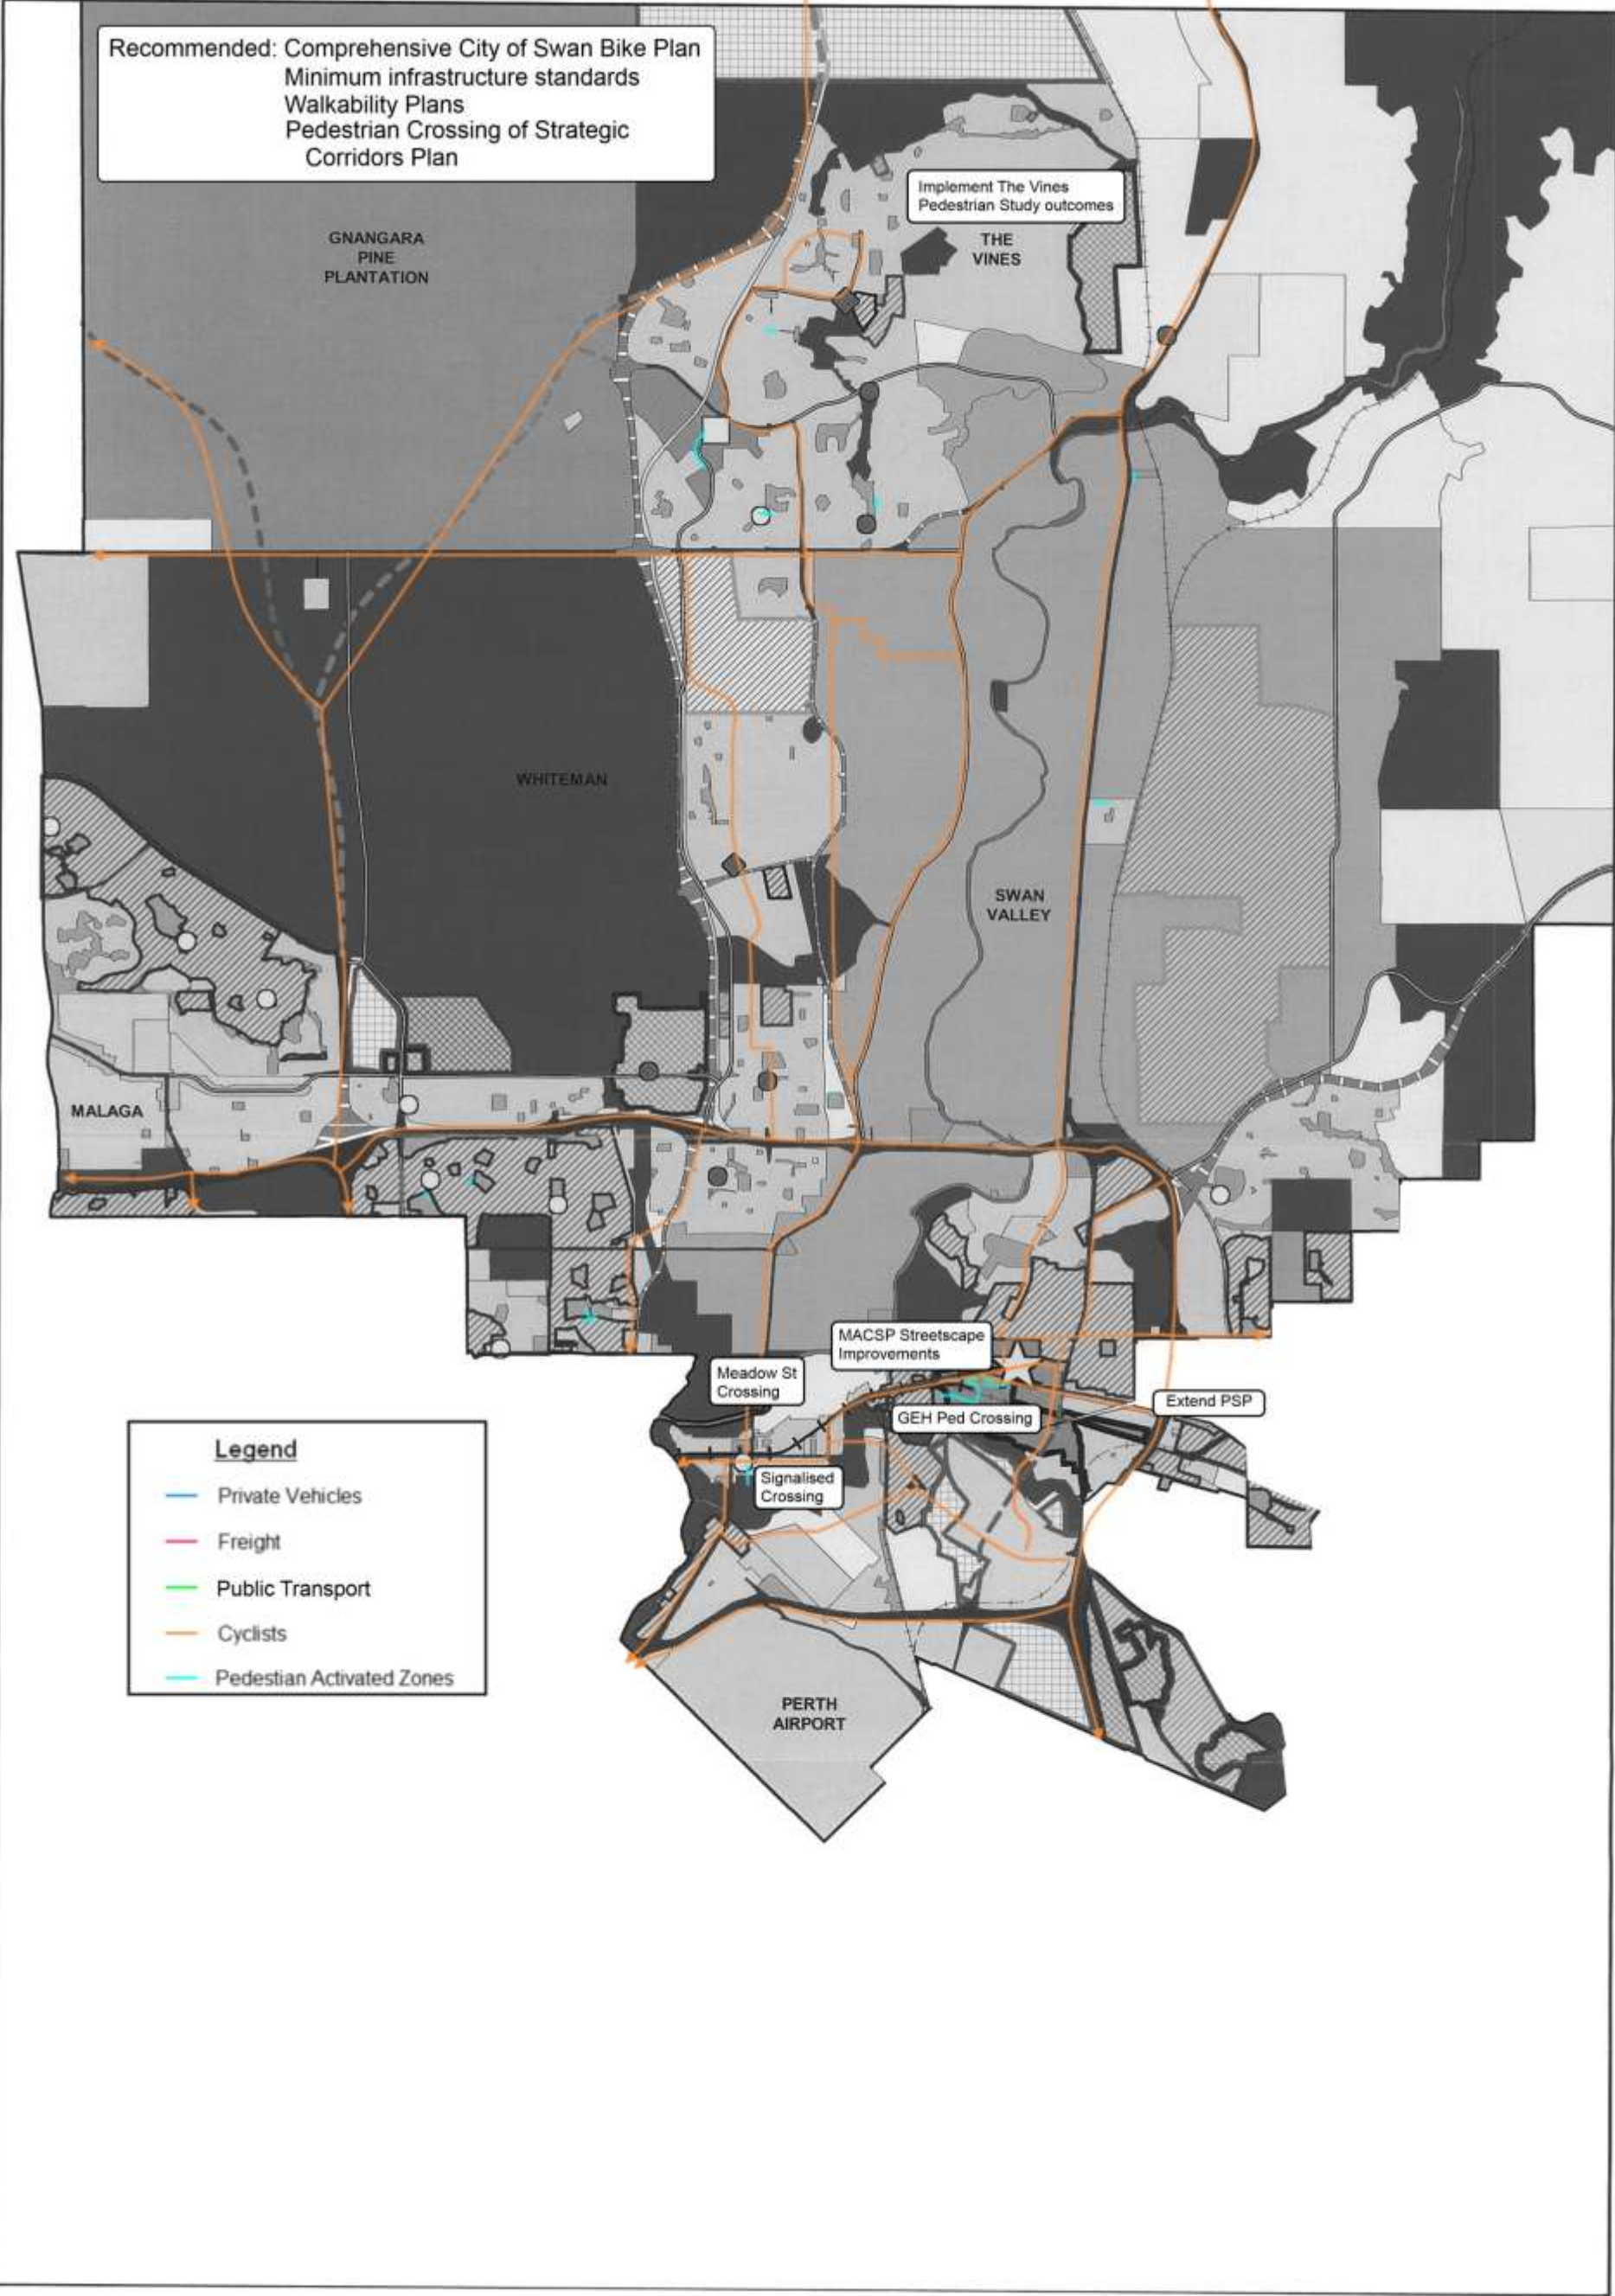 Recommended: Comprehensive City of Swan Bike Plan
Minimum infrastructure standards
Walkability Plans
Pedestrian Crossing of Strategic
Corridors Plan
Implement The Vines
Pedestrian Study outcomes
GNANGARA
PINE
PLANTATION
THE
VINES
WHITEMAN
SWAN
VALLEY
MALAGA
MACSP Streetscape
Improvements
Meadow St
Crossing
Extend PSP
GEH Ped Crossing
Signalised
Crossing
Legend
Private Vehicles
Freight
Public Transport
Cyclists
Pedestian Activated Zones
PERTH
AIRPORT